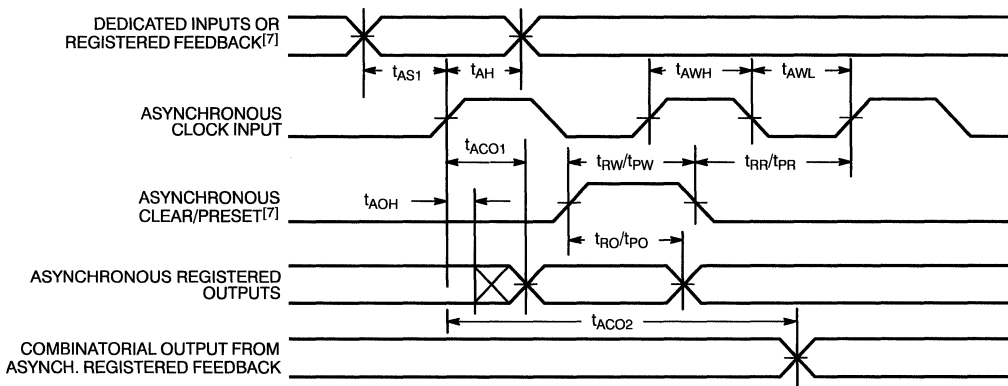 DEDICATED INPUTS OR
REGISTERED FEEDBACK[7]
tAS1
tAH
tAWH
tAWL
ASYNCHRONOUS
CLOCK INPUT
tACO1
tRW/tPW
tRR/tPR
ASYNCHRONOUS
CLEAR/PRESET[7]
tAOH
tRO/tPO
ASYNCHRONOUS REGISTERED
OUTPUTS
tACO2
COMBINATORIAL OUTPUT FROM
ASYNCH. REGISTERED FEEDBACK